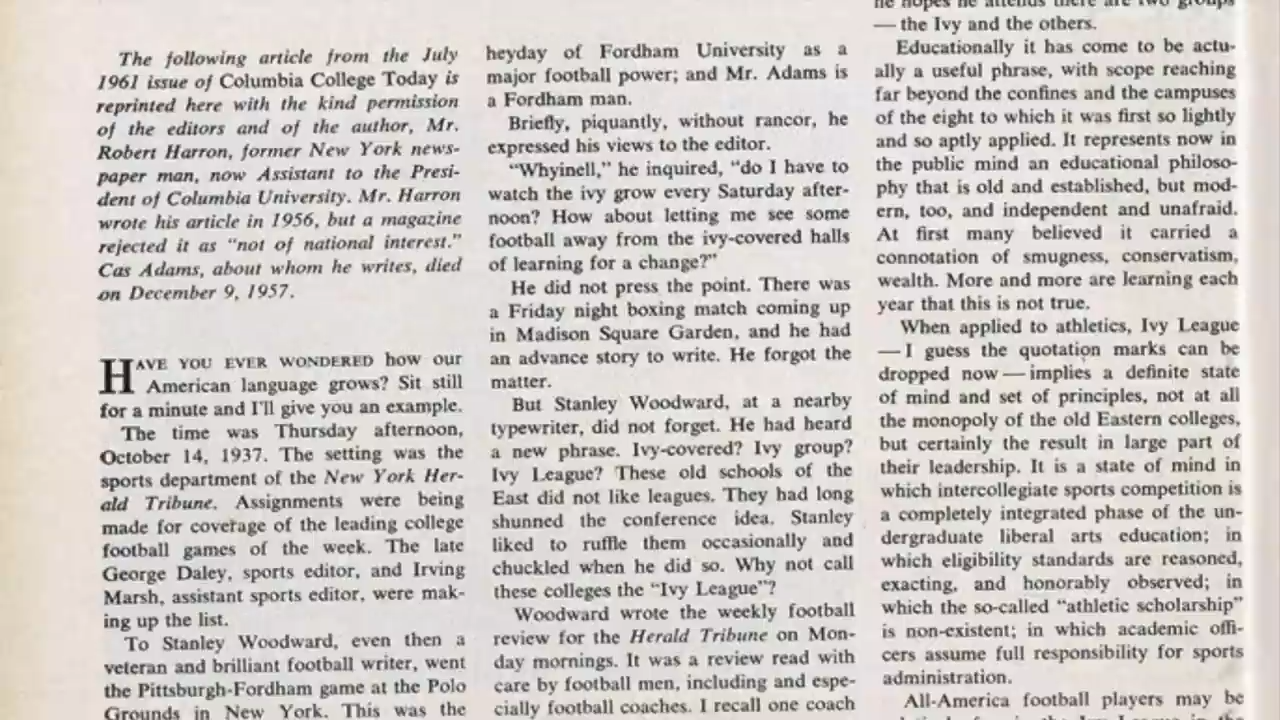 The following article from the July
1961 issue of Columbia College Today is
reprinted here with the kind permission
of the editors and of the author, Mr.
Robert Harron, former New York news-
paper man, now Assistant to the Presi-
dent of Columbia University. Mr. Harron
wrote his article in 1956, but a magazine
rejected it as “not of national interest.”
Cas Adams, about whom he writes, died
on December 9, 1957.
HAVE YOU EVER WONDERED how our
American language grows? Sit still
for a minute and I'll give you an example.
The time was Thursday afternoon,
October 14, 1937. The setting was the
sports department of the New York Her-
ald Tribune. Assignments were being
made for coverage of the leading college
football games of the week. The late
George Daley, sports editor, and Irving
Marsh, assistant sports editor, were mak-
ing up the list.
To Stanley Woodward, even then a
veteran and brilliant football writer, went
the Pittsburgh-Fordham game at the Polo
Grounds in New York. This was the
heyday of Fordham University as a
major football power; and Mr. Adams is
a Fordham man.
Briefly, piquantly, without rancor, he
expressed his views to the editor.
“Whyinell,” he inquired, “do I have to
watch the ivy grow every Saturday after-
noon? How about letting me see some
football away from the ivy-covered halls
of learning for a change?”
He did not press the point. There was
a Friday night boxing match coming up
in Madison Square Garden, and he had
an advance story to write. He forgot the
matter.
But Stanley Woodward, at a nearby
typewriter, did not forget. He had heard
a new phrase. Ivy-covered? Ivy group?
Ivy League? These old schools of the
East did not like leagues. They had long
shunned the conference idea. Stanley
liked to ruffle them occasionally and
chuckled when he did so. Why not call
these colleges the “Ivy League”?
Woodward wrote the weekly football
review for the Herald Tribune on Mon-
day mornings. It was a review read with
care by football men, including and espe-
cially football coaches. I recall one coach
he hopes he attends there are two groups
— the Ivy and the others.
Educationally it has come to be actu-
ally a useful phrase, with scope reaching
far beyond the confines and the campuses
of the eight to which it was first so lightly
and so aptly applied. It represents now in
the public mind an educational philoso-
phy that is old and established, but mod-
ern, too, and independent and unafraid.
At first many believed it carried a
connotation of smugness, conservatism,
wealth. More and more are learning each
year that this is not true.
When applied to athletics, Ivy League
— I guess the quotation marks can be
dropped now — implies a definite state
of mind and set of principles, not at all
the monopoly of the old Eastern colleges,
but certainly the result in large part of
their leadership. It is a state of mind in
which intercollegiate sports competition is
a completely integrated phase of the un-
dergraduate liberal arts education; in
which eligibility standards are reasoned,
exacting, and honorably observed; in
which the so-called “athletic scholarship”
is non-existent; in which academic offi-
cers assume full responsibility for sports
administration.
All-America football players may be